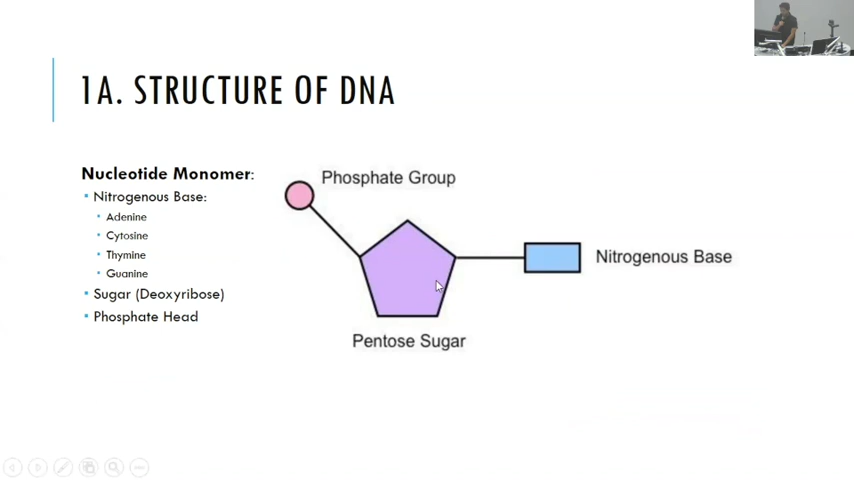 1A. STRUCTURE OF DNA
Nucleotide Monomer:
Nitrogenous Base:
Adenine
Cytosine
Thymine
Guanine
Sugar (Deoxyribose)
Phosphate Head
Phosphate Group
Nitrogenous Base
Pentose Sugar